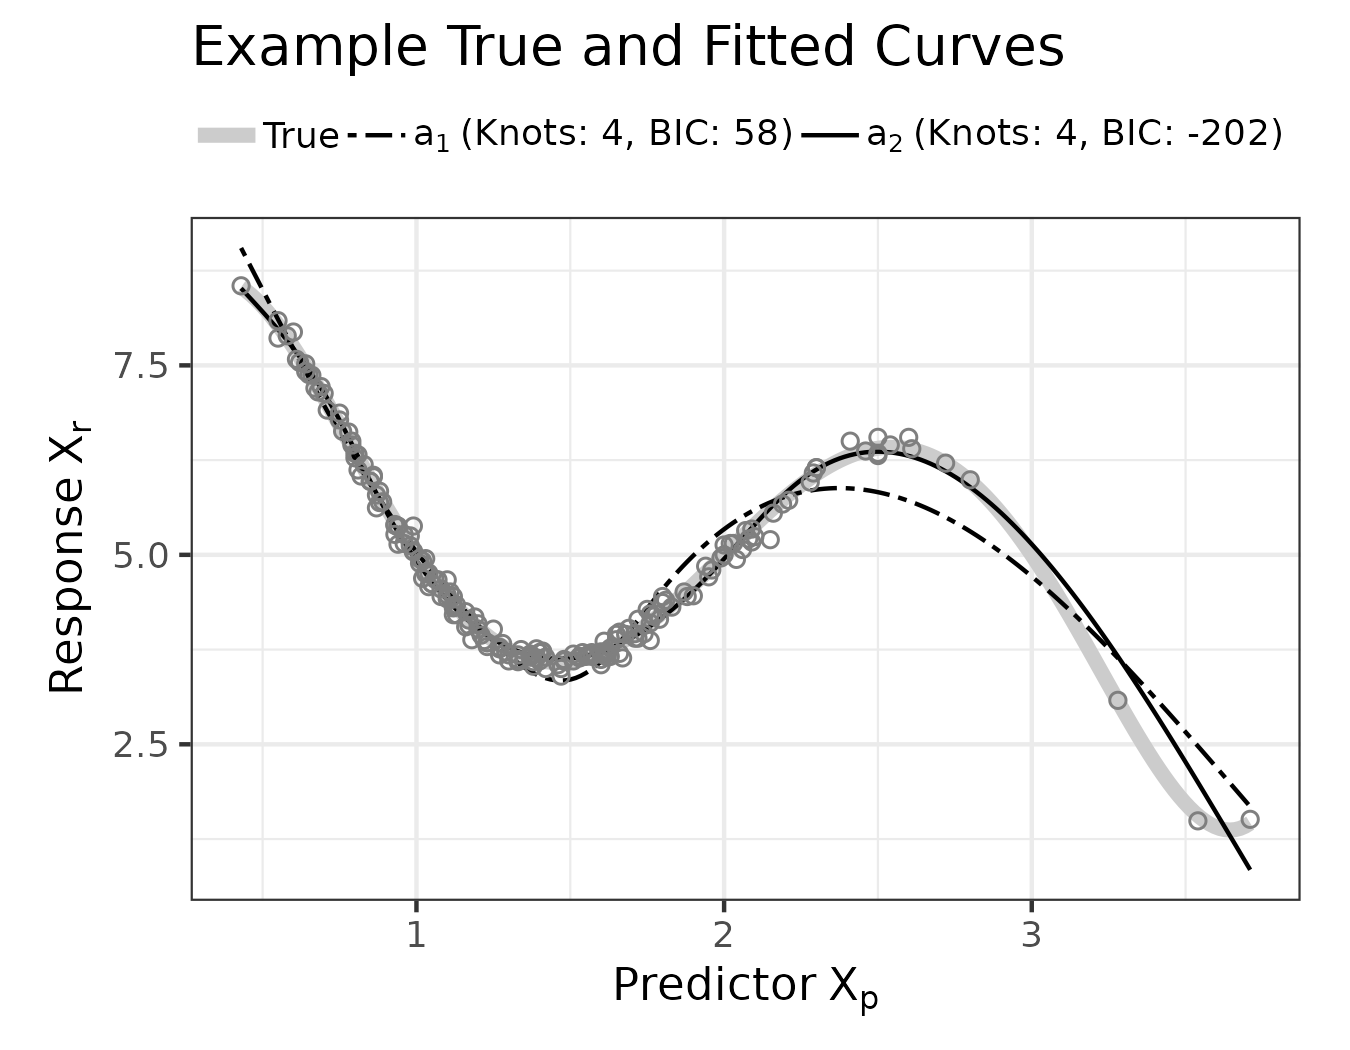 Example True and Fitted Curves
True a₁ (Knots: 4, BIC: 58) a₂ (Knots: 4, BIC: -202)
Response Xᵣ
7.5
5.0
2.5
1 2 3
Predictor Xₚ